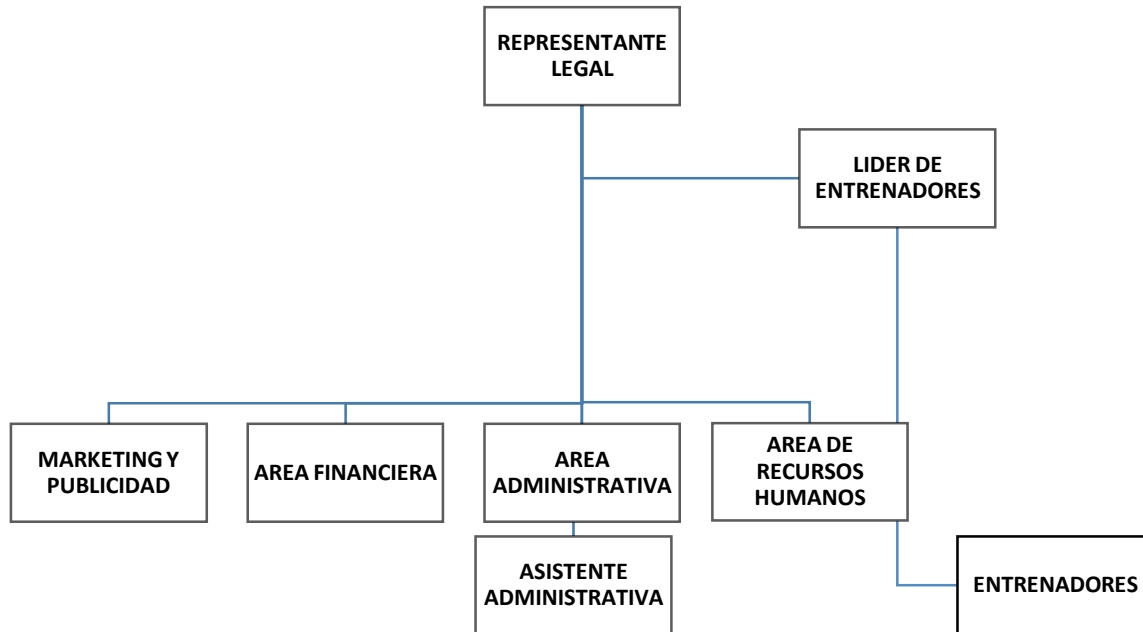 REPRESENTANTE
LEGAL
LIDER DE
ENTRENADORES
MARKETING Y
PUBLICIDAD
AREA FINANCIERA
AREA
ADMINISTRATIVA
AREA DE
RECURSOS
HUMANOS
ASISTENTE
ADMINISTRATIVA
ENTRENADORES